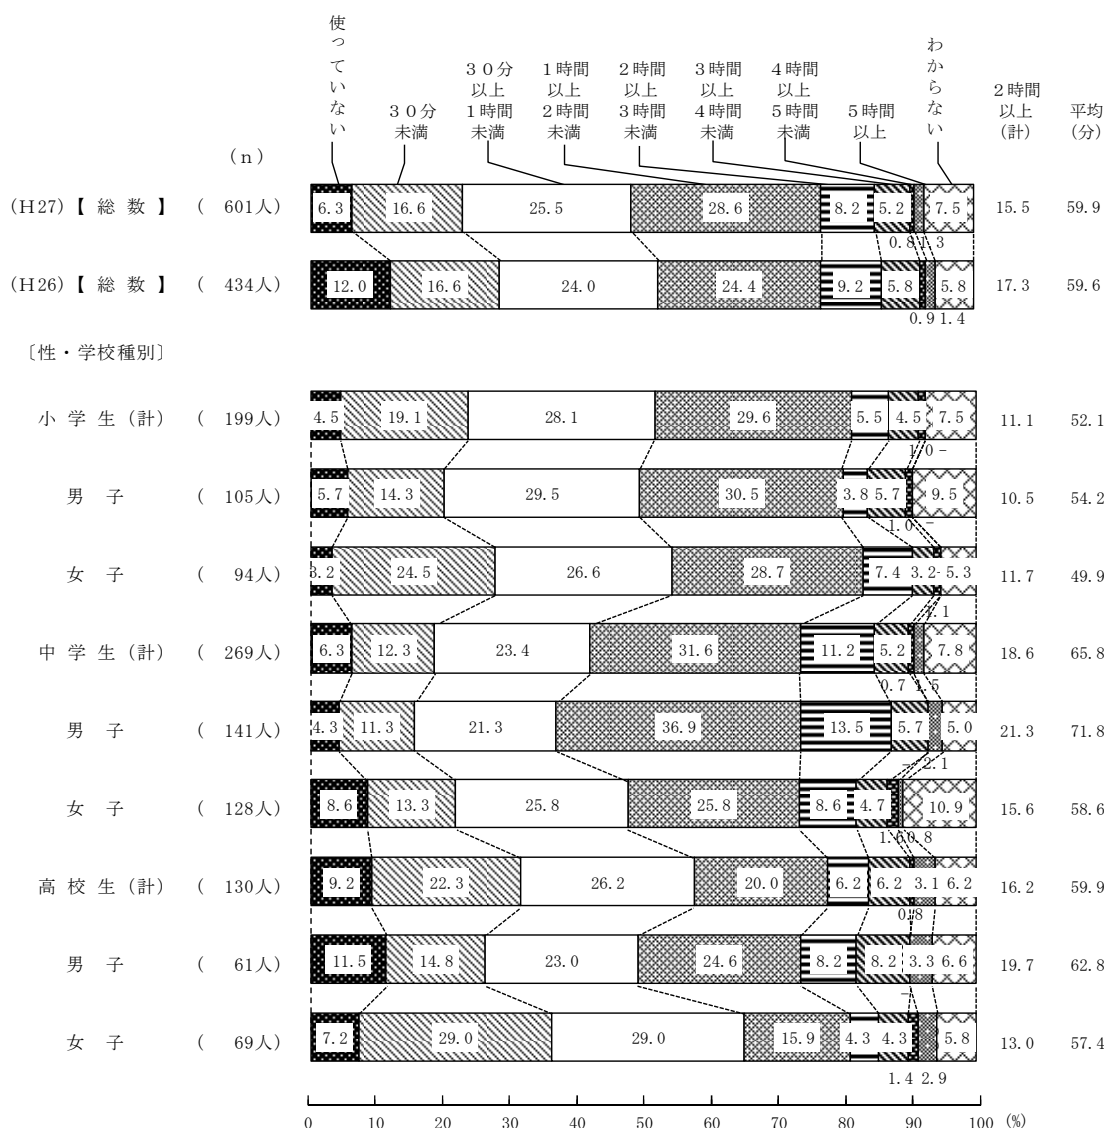 使っていない
３０分
未満
３０分
以上
１時間
未満
１時間
以上
２時間
未満
２時間
以上
３時間
未満
３時間
以上
４時間
未満
４時間
以上
５時間
未満
５時間
以上
わからない
２時間
以上
(計)
平均
(分)
(ｎ)
(H27)【 総 数 】 ( 601人) 6.3 16.6 25.5 28.6 8.2 5.2 7.5 15.5 59.9
0.8 1.3
(H26)【 総 数 】 ( 434人) 12.0 16.6 24.0 24.4 9.2 5.8 5.8 17.3 59.6
0.9 1.4
〔性・学校種別〕
小 学 生 (計) ( 199人) 4.5 19.1 28.1 29.6 5.5 4.5 7.5 11.1 52.1
1.0 -
男 子 ( 105人) 5.7 14.3 29.5 30.5 3.8 5.7 9.5 10.5 54.2
1.0 -
女 子 ( 94人) 3.2 24.5 26.6 28.7 7.4 3.2 - 5.3 11.7 49.9
1.1
中 学 生 (計) ( 269人) 6.3 12.3 23.4 31.6 11.2 5.2 7.8 18.6 65.8
0.7 1.5
男 子 ( 141人) 4.3 11.3 21.3 36.9 13.5 5.7 5.0 21.3 71.8
- 2.1
女 子 ( 128人) 8.6 13.3 25.8 25.8 8.6 4.7 10.9 15.6 58.6
1.6 0.8
高 校 生 (計) ( 130人) 9.2 22.3 26.2 20.0 6.2 6.2 3.1 6.2 16.2 59.9
0.8
男 子 ( 61人) 11.5 14.8 23.0 24.6 8.2 8.2 3.3 6.6 19.7 62.8
-
女 子 ( 69人) 7.2 29.0 29.0 15.9 4.3 4.3 5.8 13.0 57.4
1.4 2.9
0 10 20 30 40 50 60 70 80 90 100 (%)